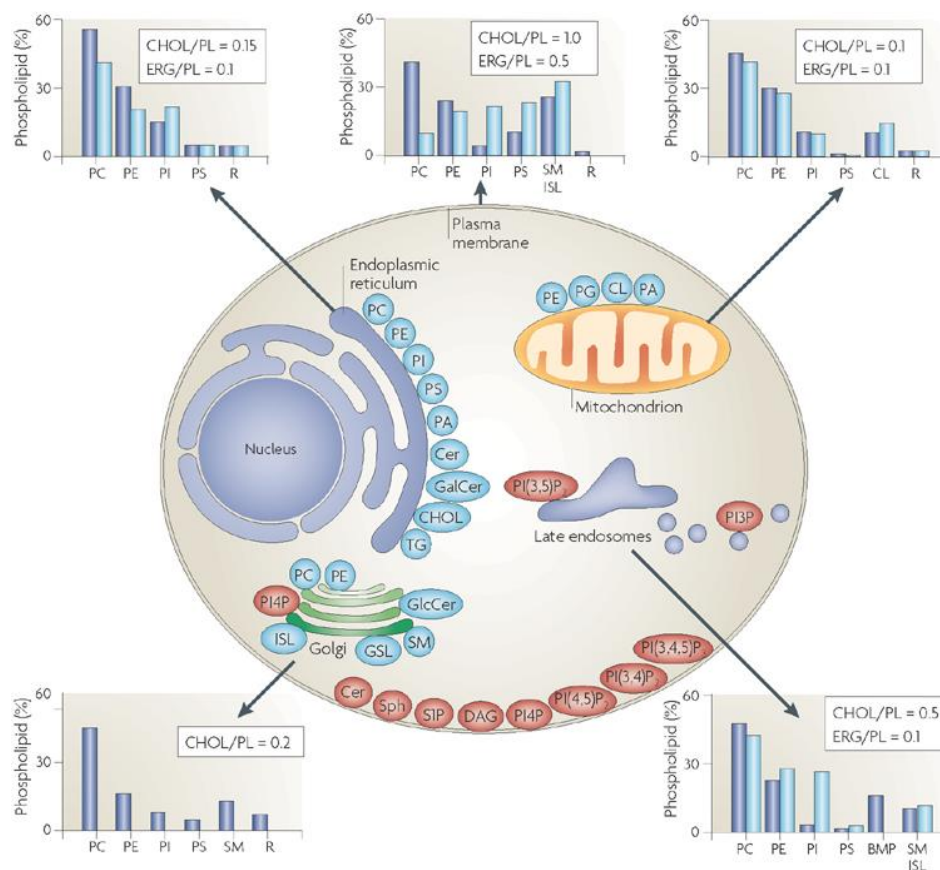 60
30
0
Phospholipid (%)
CHOL/PL = 0.15
ERG/PL = 0.1
PC PE PI PS R
60
30
0
Phospholipid (%)
CHOL/PL = 1.0
ERG/PL = 0.5
PC PE PI PS SM R
ISL
60
30
0
Phospholipid (%)
CHOL/PL = 0.1
ERG/PL = 0.1
PC PE PI PS CL R
Plasma
membrane
Endoplasmic
reticulum
PC
PE
PI
PS
PA
Cer
GalCer
CHOL
TG
Nucleus
PE PG CL PA
Mitochondrion
PI(3,5)P2
Late endosomes
PI3P
PC PE
PI4P
GlcCer
ISL
Golgi
GSL
SM
Cer
Sph
S1P
DAG
PI4P
PI(4,5)P2
PI(3,4)P2
PI(3,4,5)P3
60
30
0
Phospholipid (%)
CHOL/PL = 0.2
PC PE PI PS SM R
60
30
0
Phospholipid (%)
CHOL/PL = 0.5
ERG/PL = 0.1
PC PE PI PS BMP SM
ISL